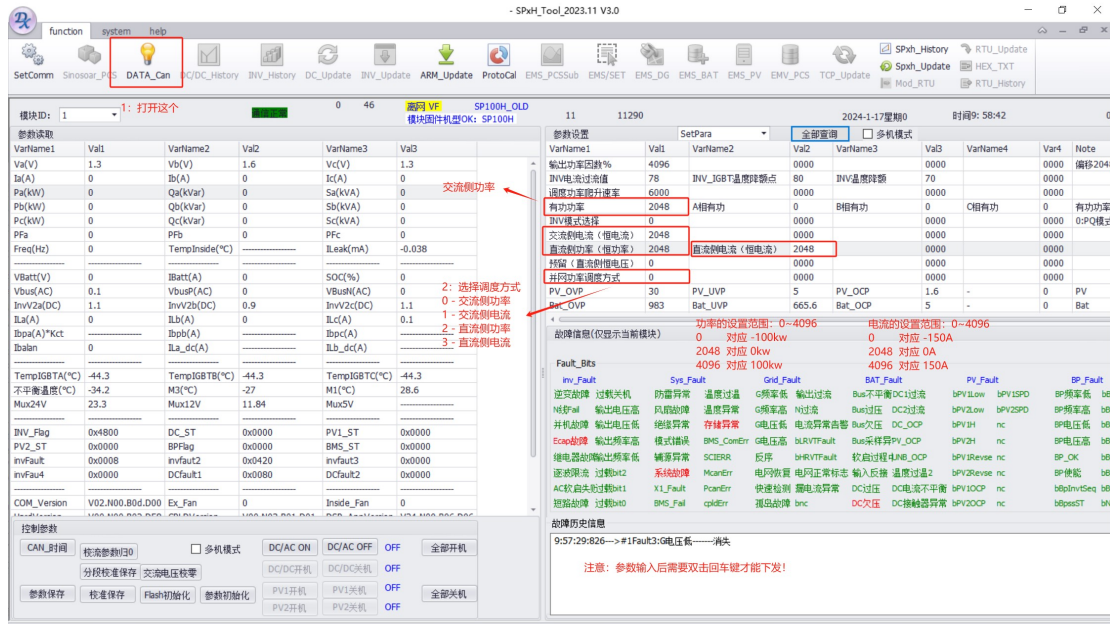 - SPxH_Tool_2023.11 V3.0
function system help
SetComm Sinosoar_PCS DATA_Can DC/DC_History INV_History DC_Update INV_Update ARM_Update ProtoCal EMS_PCSSub EMS/SET EMS_DG EMS_BAT EMS_PV EMV_PCS TCP_Update
SPxh_History RTU_Update
Spxh_Update HEX_TXT
Mod_RTU RTU_History
模块ID: 1
1：打开这个
通信正常
0 46
离网 VF SP100H_OLD
模块固件机型OK: SP100H
11 11290
2024-1-17星期0 时间9: 58:42 0
参数读取
VarName1 Val1 VarName2 Val2 VarName3 Val3
Va(V) 1.3 Vb(V) 1.6 Vc(V) 1.3
Ia(A) 0 Ib(A) 0 Ic(A) 0
Pa(kW) 0 Qa(kVar) 0 Sa(kVA) 0
Pb(kW) 0 Qb(kVar) 0 Sb(kVA) 0
Pc(kW) 0 Qc(kVar) 0 Sc(kVA) 0
PFa 0 PFb 0 PFc 0
Freq(Hz) 0 TempInside(℃) ------------------ ILeak(mA) -0.038
VBatt(V) 0 IBatt(A) 0 SOC(%) 0
Vbus(AC) 0.1 VbusP(AC) 0 VBusN(AC) 0
InvV2a(DC) 1.1 InvV2b(DC) 0.9 InvV2c(DC) 1.1
ILa(A) 0 ILb(A) 0 ILc(A) 0.1
Ibpa(A)*Kct ------------------ Ibpb(A) ------------------ Ibpc(A) ------------------
Ibalan 0 ILa_dc(A) ------------------ ILb_dc(A) ------------------
TempIGBTA(℃) -44.3 TempIGBTB(℃) -44.3 TempIGBTC(℃) -44.3
不平衡温度(℃) -34.2 M3(℃) -27 M1(℃) 28.6
Mux24V 23.3 Mux12V 11.84 Mux5V ------------------
INV_Flag 0x4800 DC_ST 0x0000 PV1_ST 0x0000
PV2_ST 0x0000 BPFlag 0x0000 SysFlag 0x0000
invFault 0x0008 invfaut2 0x0420 invfaut3 0x0000
invFau4 0x0000 DCfault1 0x0080 DCfault2 0x0000
COM_Version V02.N00.B0d.D00 Ex_Fan 0 Inside_Fan 0
交流侧功率
2：选择调度方式
0 - 交流侧功率
1 - 交流侧电流
2 - 直流侧功率
3 - 直流侧电流
控制参数
CAN_时间 校流参数归0 多机模式 DC/AC ON DC/AC OFF OFF 全部开机
分段校准保存 交流电压校零 DC/DC开机 DC/DC关机 OFF
参数保存 校准保存 Flash初始化 参数初始化 PV1开机 PV1关机 OFF 全部关机
PV2开机 PV2关机 OFF
参数设置 SetPara 全部查询 多机模式
VarName1 Val1 VarName2 Val2 VarName3 Val3 VarName4 Var4 Note
输出功率因数% 4096 0000 0000 0000 偏移204
INV电流过流值 78 INV_IGBT温度降额点 80 INV温度降额 70 0000
调度功率爬升速率 6000 0000 0000 0000
有功功率 2048 A相有功 0 B相有功 0 C相有功 0 有功功率
INV模式选择 0 0000 0000 0000 0:PQ模式
交流侧电流（恒电流） 2048 0000 0000 0000
直流侧功率（恒功率） 2048 直流侧电流（恒电流） 2048 0000 0000
预留（直流侧恒电压） 0 0000 0000 0000
并网功率调度方式 0 0000 0000 0000
PV_OVP 30 PV_UVP 5 PV_OCP 1.6 - 0 PV
Bat_OVP 983 Bat_UVP 665.6 Bat_OCP 5 - 0 Bat
故障信息(仅显示当前模块)
功率的设置范围：0~4096
0 对应 -100kw
2048 对应 0kw
4096 对应 100kw
电流的设置范围：0~4096
0 对应 -150A
2048 对应 0A
4096 对应 150A
Fault_Bits
inv_Fault Sys_Fault Grid_Fault BAT_Fault PV_Fault BP_Fault
逆变故障 过载关机 防雷异常 温度过温 G频率低 输出过流 Bus不平衡 DC1过流 bPV1Low bPV1SPD BP频率低
N线Fail 输出电压高 风扇故障 温度异常 G频率高 N过流 Bus过压 DC2过流 bPV2Low bPV2SPD BP频率高
并机故障 输出电压低 绝缘异常 存储异常 G电压低 电流异常告警 Bus欠压 DC_OCP bPV1H nc BP电压低
Ecap故障 输出频率高 模式错误 BMS_ComErr G电压高 bLRVTFault Bus采样异 PV_OCP bPV2H nc BP电压高
继电器故障 输出频率低 辅源异常 SCIERR 反序 bHRVTFault 软启过程 bPV1Revse nc BP_OK
逐波限流 过载bit2 系统故障 McanErr 电网恢复 电网正常标志 输入反接 温度过温2 bPV2Revse nc BP使能
AC软启失败 过载bit1 X1_Fault PcanErr 快速检测 漏电流异常 DC过压 DC电流不平衡 bPV1OCP nc bBpInvtSeq
短路故障 过载bit0 BMS_Fail cpldErr 孤岛故障 bnc DC欠压 DC接触器异常 bPV2OCP nc bBpssST
故障历史信息
9:57:29:826---> #1Fault3:G电压低-------消失
注意：参数输入后需要双击回车键才能下发！